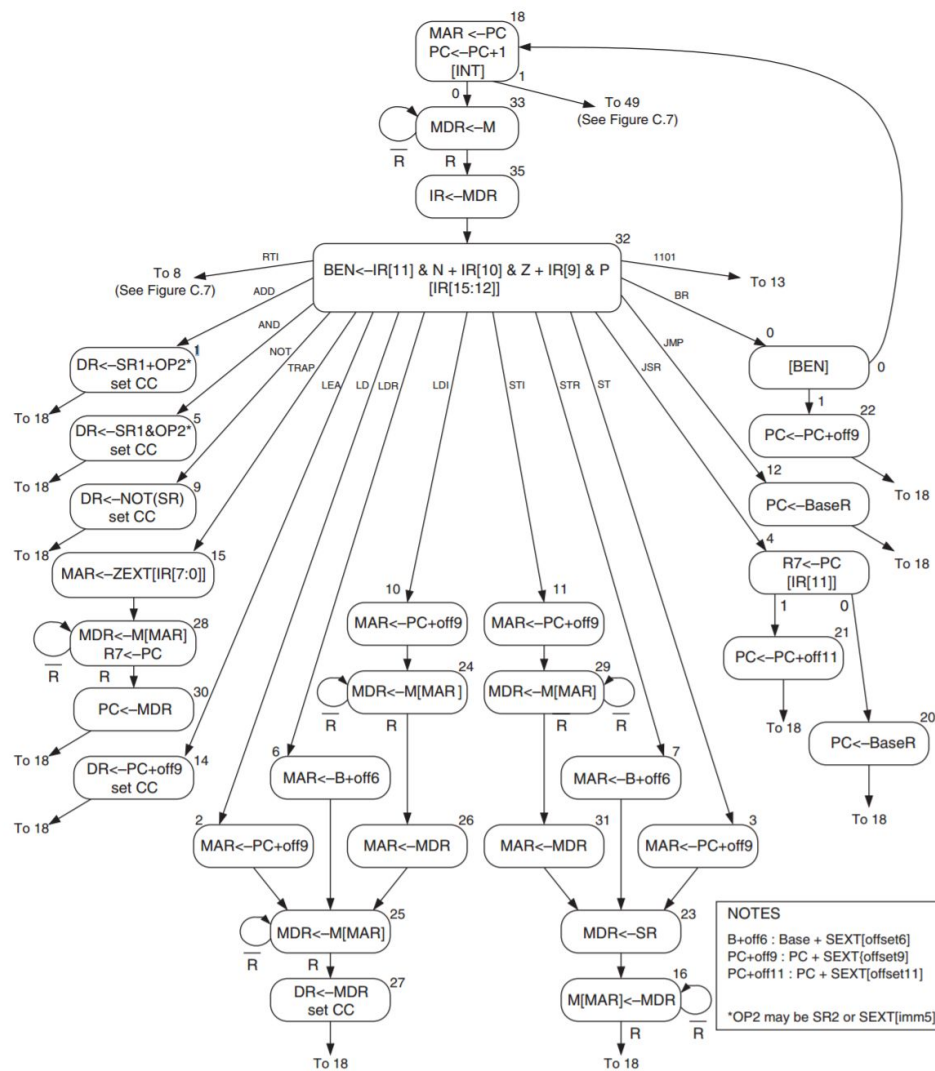 18
MAR <–PC
PC<–PC+1
[INT]
0
1
To 49
(See Figure C.7)
33
MDR<–M
R
R
35
IR<–MDR
32
BEN<–IR[11] & N + IR[10] & Z + IR[9] & P
[IR[15:12]]
RTI
To 8
(See Figure C.7)
1101
To 13
ADD
AND
NOT
TRAP
LEA
LD
LDR
LDI
STI
STR
ST
JSR
JMP
BR
1
DR<–SR1+OP2*
set CC
To 18
5
DR<–SR1&OP2*
set CC
To 18
9
DR<–NOT(SR)
set CC
To 18
15
MAR<–ZEXT[IR[7:0]]
28
MDR<–M[MAR]
R7<–PC
R
R
30
PC<–MDR
To 18
14
DR<–PC+off9
set CC
To 18
0
[BEN]
0
1
22
PC<–PC+off9
To 18
12
PC<–BaseR
To 18
4
R7<–PC
[IR[11]]
1
0
21
PC<–PC+off11
To 18
20
PC<–BaseR
To 18
10
MAR<–PC+off9
11
MAR<–PC+off9
24
MDR<–M[MAR]
R
R
29
MDR<–M[MAR]
R
R
6
MAR<–B+off6
7
MAR<–B+off6
2
MAR<–PC+off9
26
MAR<–MDR
31
MAR<–MDR
3
MAR<–PC+off9
25
MDR<–M[MAR]
R
R
23
MDR<–SR
27
DR<–MDR
set CC
To 18
16
M[MAR]<–MDR
R
R
To 18
NOTES
B+off6 : Base + SEXT[offset6]
PC+off9 : PC + SEXT{offset9]
PC+off11 : PC + SEXT[offset11]
*OP2 may be SR2 or SEXT[imm5]